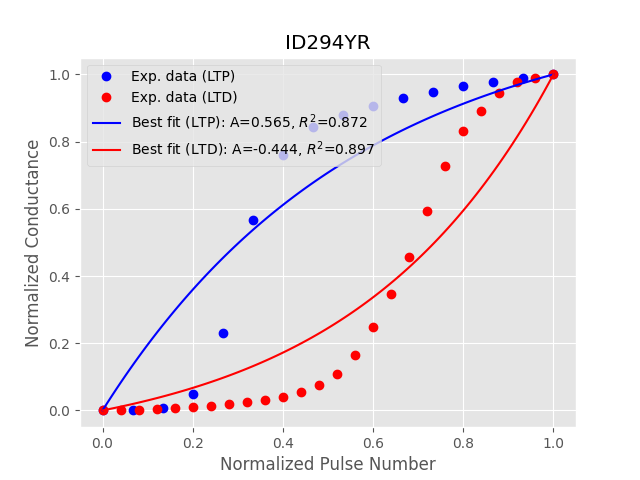 ID294YR
Exp. data (LTP)
Exp. data (LTD)
Best fit (LTP): A=0.565, R²=0.872
Best fit (LTD): A=-0.444, R²=0.897
Normalized Conductance
1.0
0.8
0.6
0.4
0.2
0.0
0.0 0.2 0.4 0.6 0.8 1.0
Normalized Pulse Number